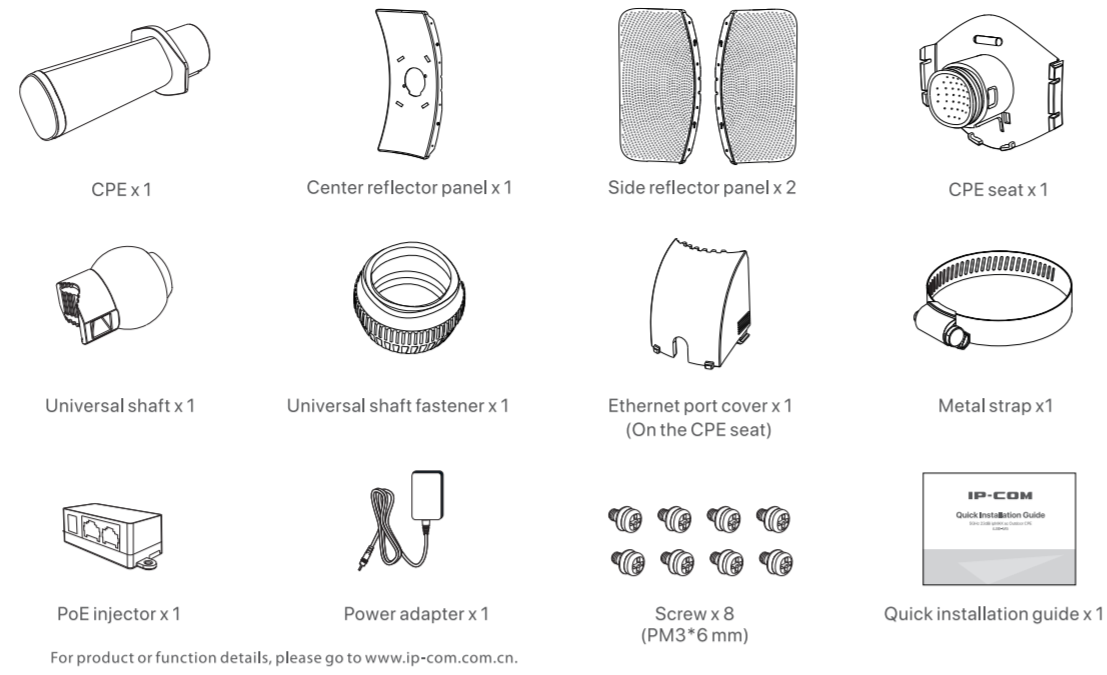 CPE x 1
Center reflector panel x 1
Side reflector panel x 2
CPE seat x 1
Universal shaft x 1
Universal shaft fastener x 1
Ethernet port cover x 1
(On the CPE seat)
Metal strap x1
PoE injector x 1
Power adapter x 1
Screw x 8
(PM3*6 mm)
IP-COM
Quick Installation Guide
Quick installation guide x 1
For product or function details, please go to www.ip-com.com.cn.